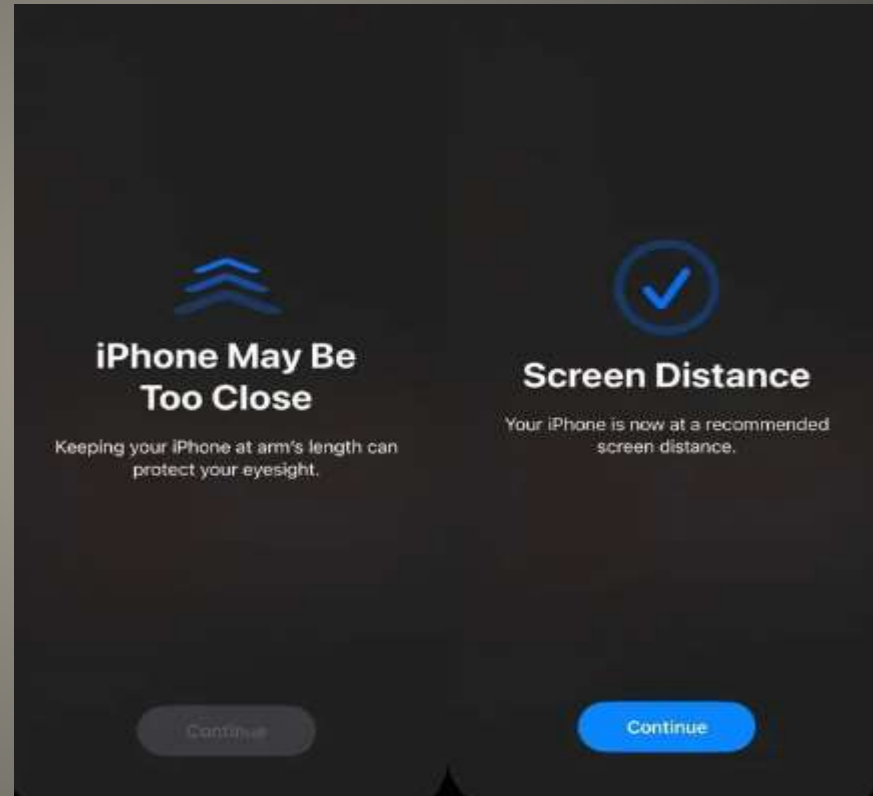 iPhone May Be
Too Close
Keeping your iPhone at arm's length can
protect your eyesight.
Continue
Screen Distance
Your iPhone is now at a recommended
screen distance.
Continue